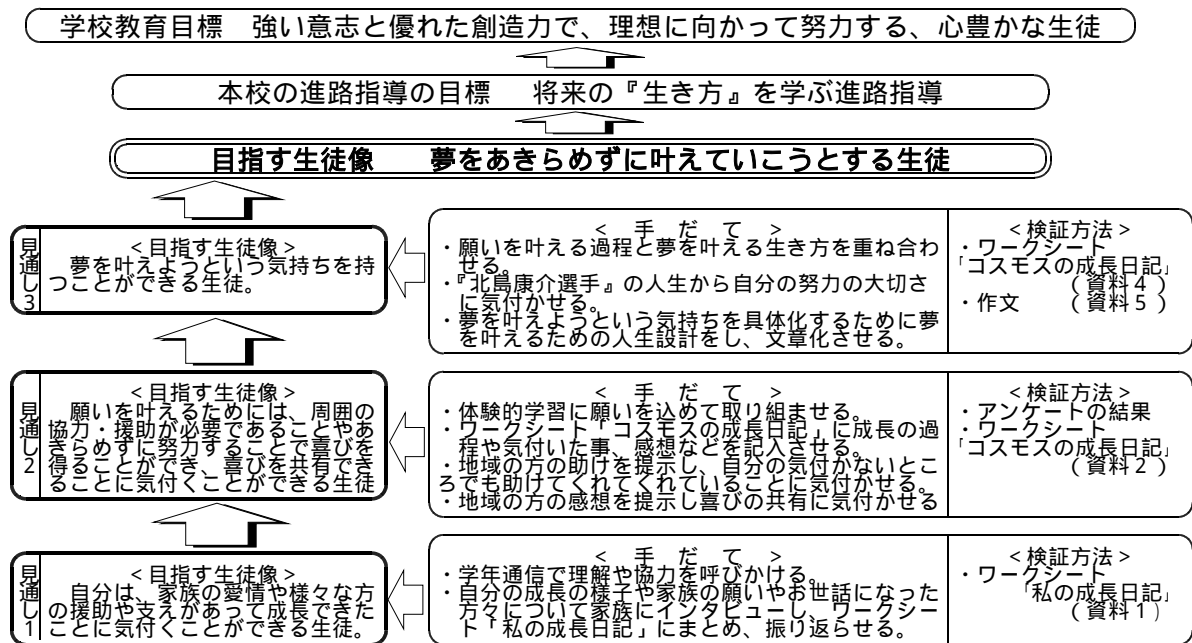 学校教育目標　強い意志と優れた創造力で、理想に向かって努力する、心豊かな生徒
本校の進路指導の目標　将来の『生き方』を学ぶ進路指導
目指す生徒像　夢をあきらめずに叶えていこうとする生徒
見通し3
＜目指す生徒像＞
夢を叶えようという気持ちを持
つことができる生徒。
＜　手　だ　て　＞
・願いを叶える過程と夢を叶える生き方を重ね合わ
せる。
・『北島康介選手』の人生から自分の努力の大切さ
に気付かせる。
・夢を叶えようという気持ちを具体化するために夢
を叶えるための人生設計をし、文章化させる。
＜検証方法＞
・ワークシート
「コスモスの成長日記」
（資料４）
・作文　（資料５）
見通し2
＜目指す生徒像＞
願いを叶えるためには、周囲の
協力・援助が必要であることやあ
きらめずに努力することで喜びを
得ることができ、喜びを共有でき
ることに気付くことができる生徒
＜　手　だ　て　＞
・体験的学習に願いを込めて取り組ませる。
・ワークシート「コスモスの成長日記」に成長の過
程や気付いた事、感想などを記入させる。
・地域の方の助けを提示し、自分の気付かないとこ
ろでも助けてくれてくれていることに気付かせる。
・地域の方の感想を提示し喜びの共有に気付かせる
＜検証方法＞
・アンケートの結果
・ワークシート
「コスモスの成長日記」
（資料２）
見通し1
＜目指す生徒像＞
自分は、家族の愛情や様々な方
の援助や支えがあって成長できた
ことに気付くことができる生徒。
＜　手　だ　て　＞
・学年通信で理解や協力を呼びかける。
・自分の成長の様子や家族の願いやお世話になった
方々について家族にインタビューし、ワークシー
ト「私の成長日記」にまとめ、振り返らせる。
＜検証方法＞
・ワークシート
「私の成長日記」
（資料１）